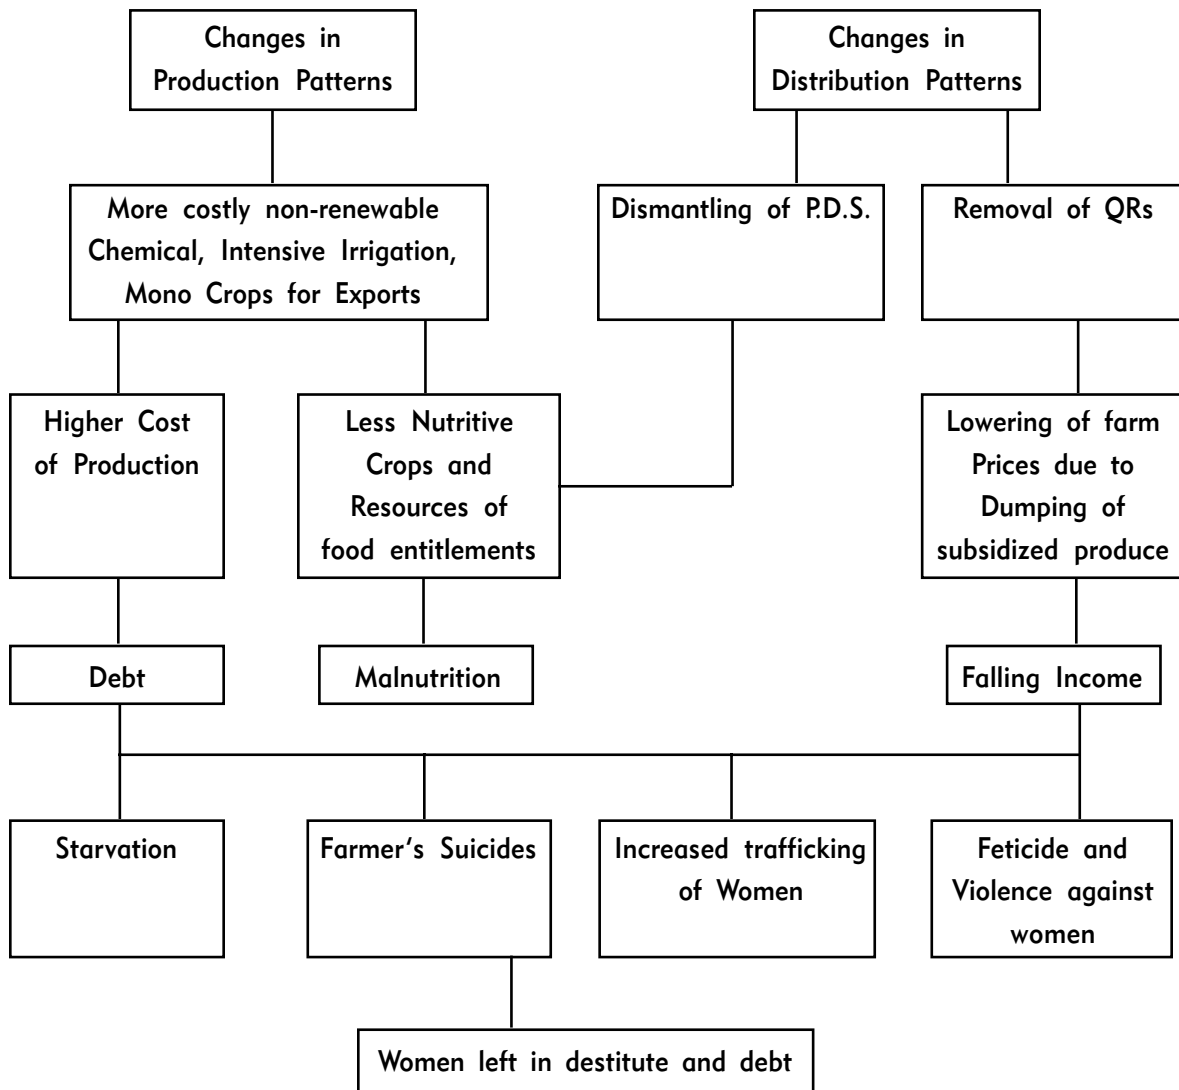 Changes in
Production Patterns
Changes in
Distribution Patterns
More costly non-renewable
Chemical, Intensive Irrigation,
Mono Crops for Exports
Dismantling of P.D.S.
Removal of QRs
Higher Cost
of Production
Less Nutritive
Crops and
Resources of
food entitlements
Lowering of farm
Prices due to
Dumping of
subsidized produce
Debt
Malnutrition
Falling Income
Starvation
Farmer's Suicides
Increased trafficking
of Women
Feticide and
Violence against
women
Women left in destitute and debt